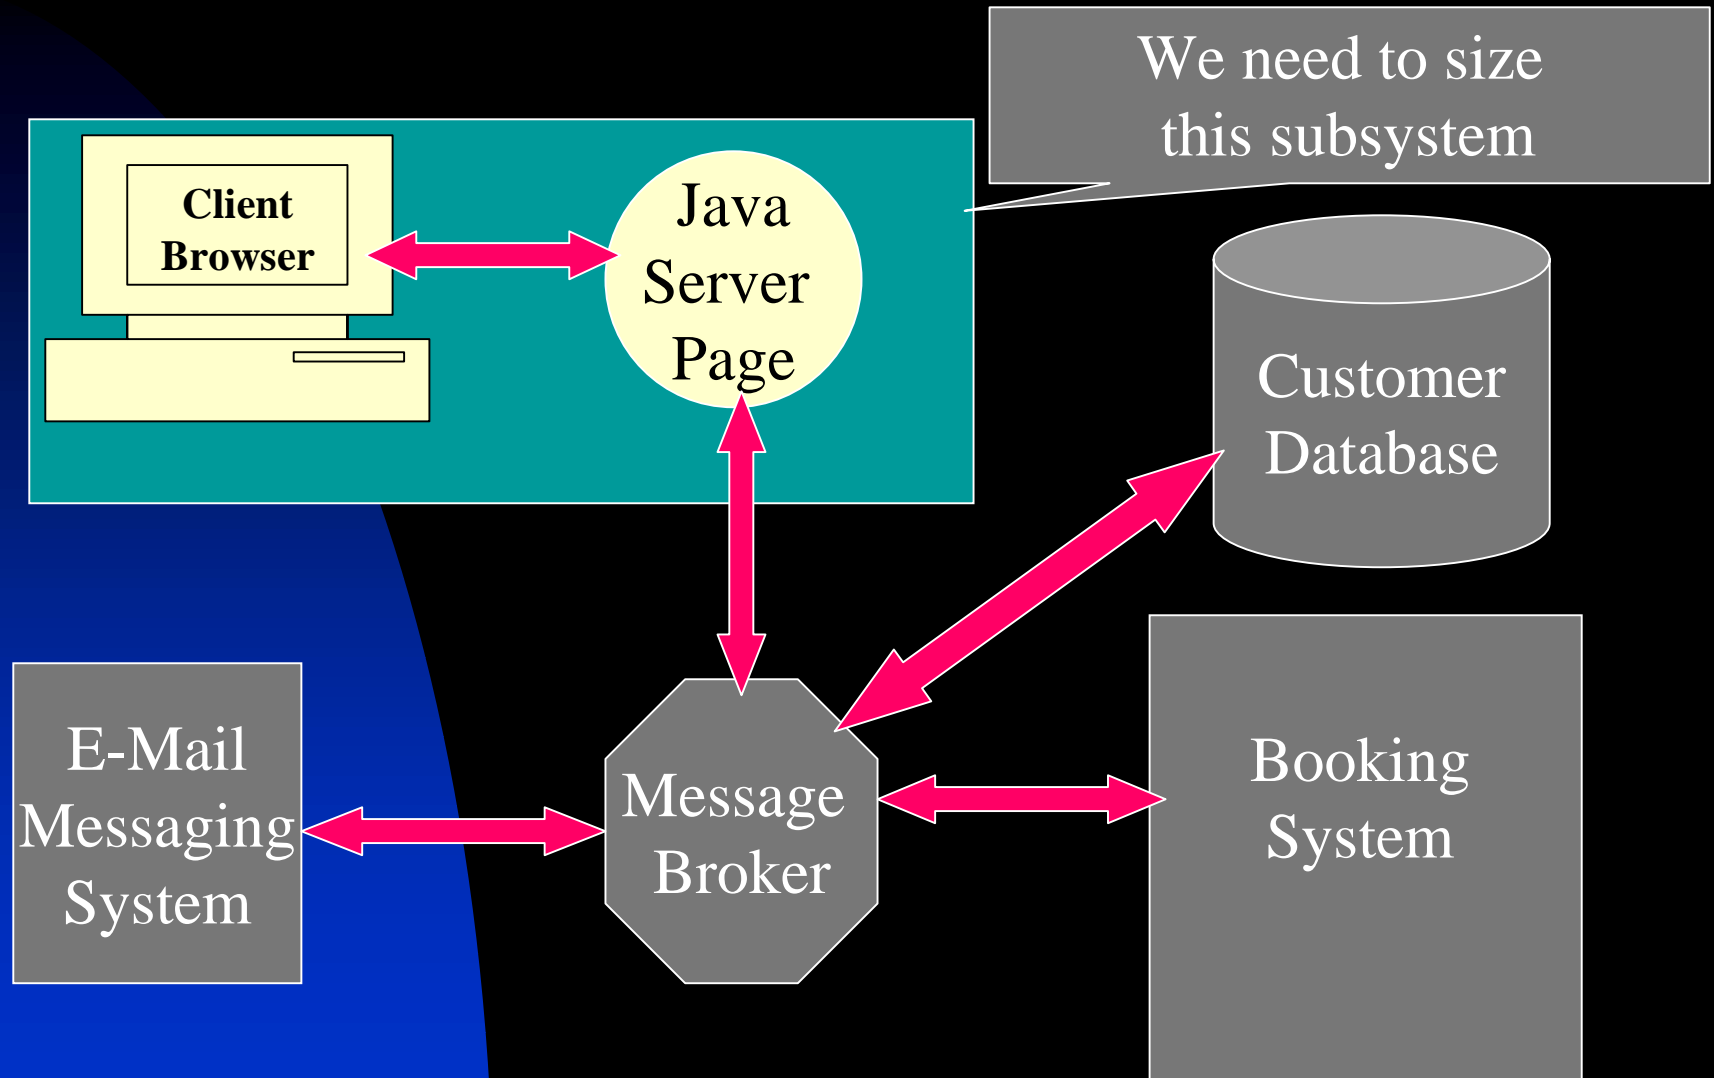 We need to size
this subsystem
Client
Browser
Java
Server
Page
Customer
Database
E-Mail
Messaging
System
Message
Broker
Booking
System